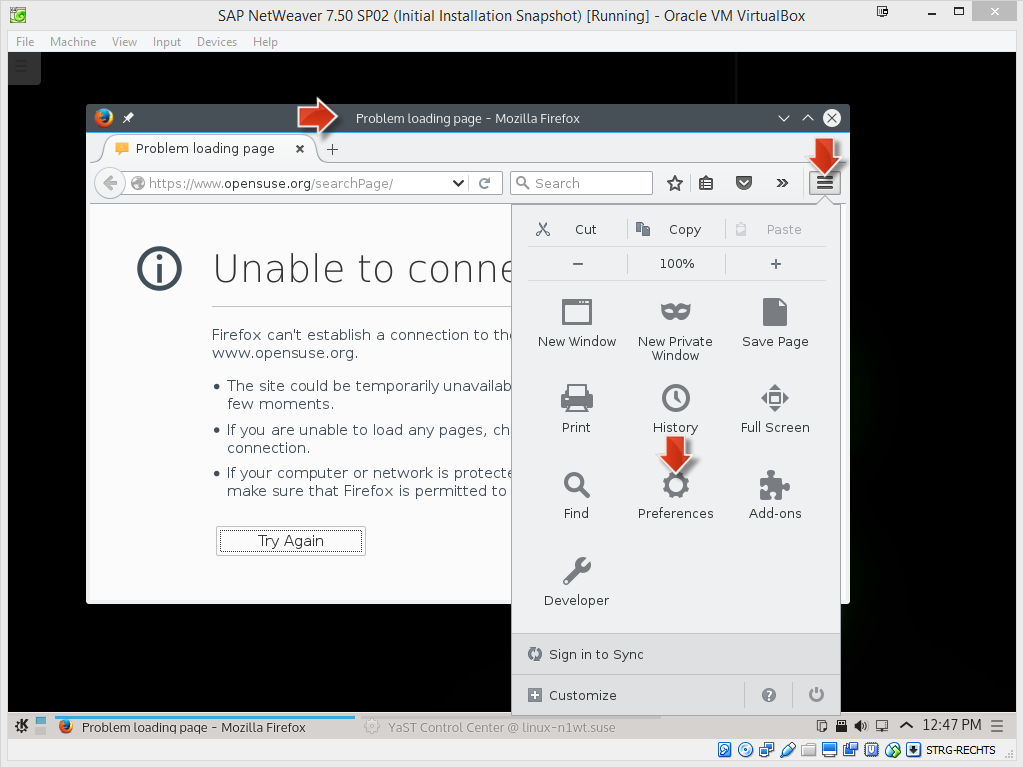 SAP NetWeaver 7.50 SP02 (Initial Installation Snapshot) [Running] - Oracle VM VirtualBox
File Machine View Input Devices Help
Problem loading page - Mozilla Firefox
Problem loading page
https://www.opensuse.org/searchPage/
Search
Cut Copy Paste
100%
Unable to conne
Firefox can't establish a connection to the
www.opensuse.org.
The site could be temporarily unavailab
few moments.
If you are unable to load any pages, ch
connection.
If your computer or network is protecte
make sure that Firefox is permitted to
Try Again
New Window
New Private
Window
Save Page
Print
History
Full Screen
Find
Preferences
Add-ons
Developer
Sign in to Sync
Customize
Problem loading page - Mozilla Firefox
YaST Control Center @ linux-n1wt.suse
12:47 PM
STRG-RECHTS